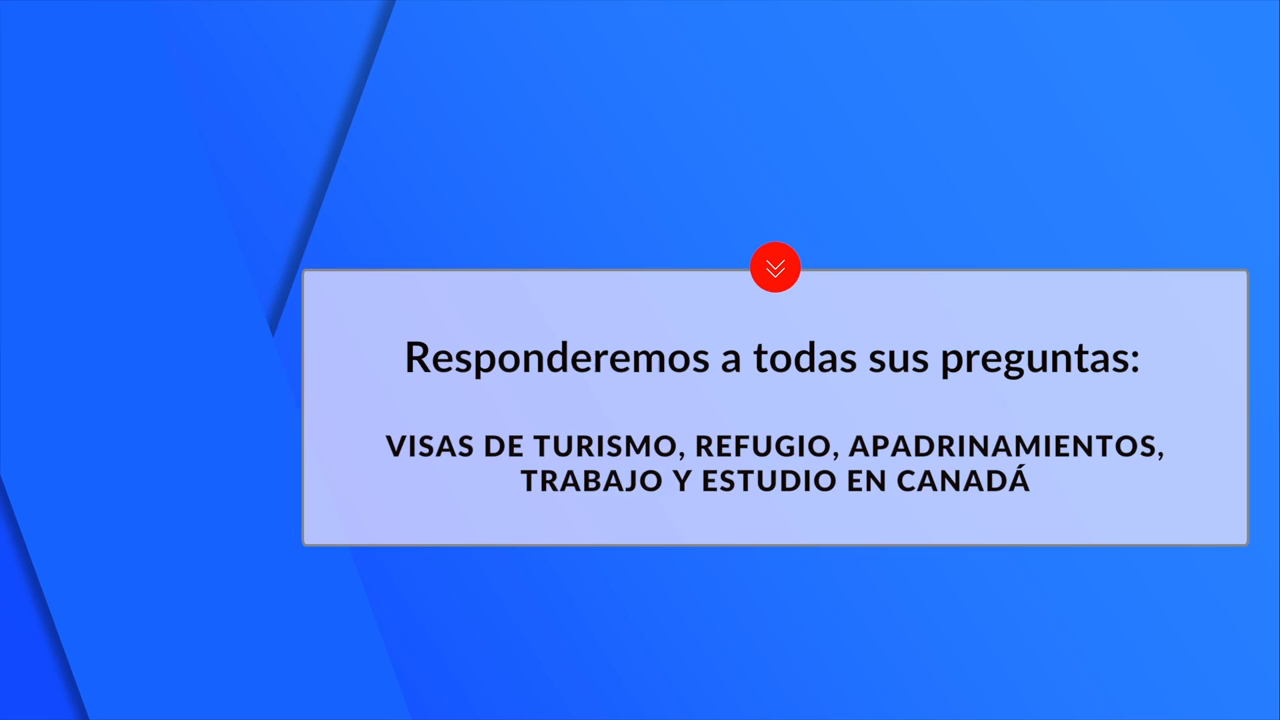 Responderemos a todas sus preguntas:
VISAS DE TURISMO, REFUGIO, APADRINAMIENTOS,
TRABAJO Y ESTUDIO EN CANADÁ